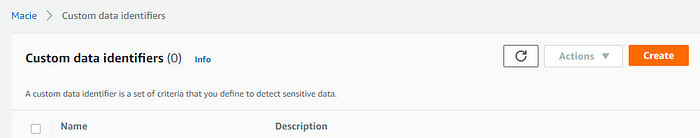 Macie > Custom data identifiers
Custom data identifiers (0) Info Actions Create
A custom data identifier is a set of criteria that you define to detect sensitive data.
Name Description